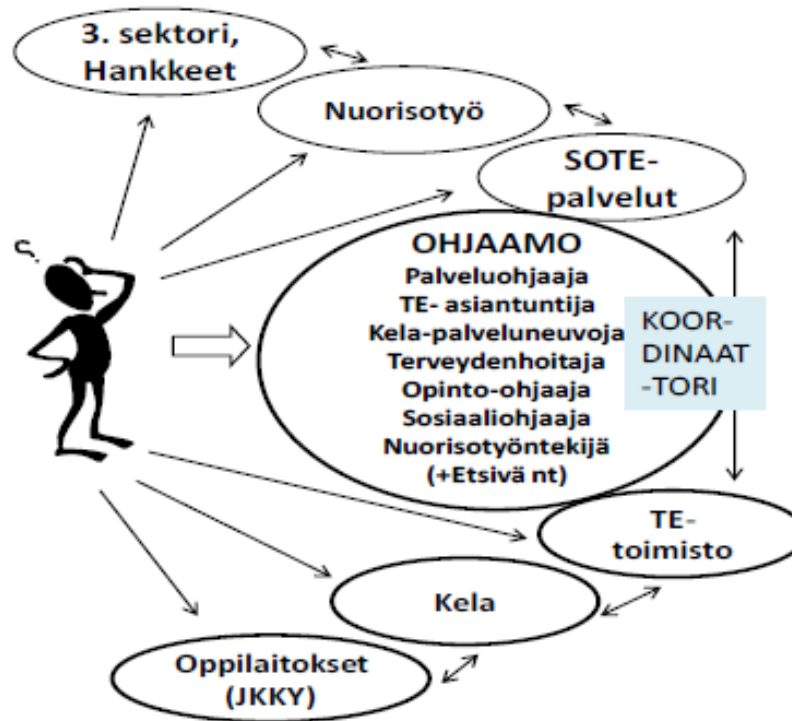 3. sektori,
Hankkeet
Nuorisotyö
SOTE-
palvelut
OHJAAMO
Palveluohjaaja
TE- asiantuntija
Kela-palveluneuvoja
Terveydenhoitaja
Opinto-ohjaaja
Sosiaaliohjaaja
Nuorisotyöntekijä
(+Etsivä nt)
KOOR-
DINAAT
-TORI
TE-
toimisto
Kela
Oppilaitokset
(JKKY)